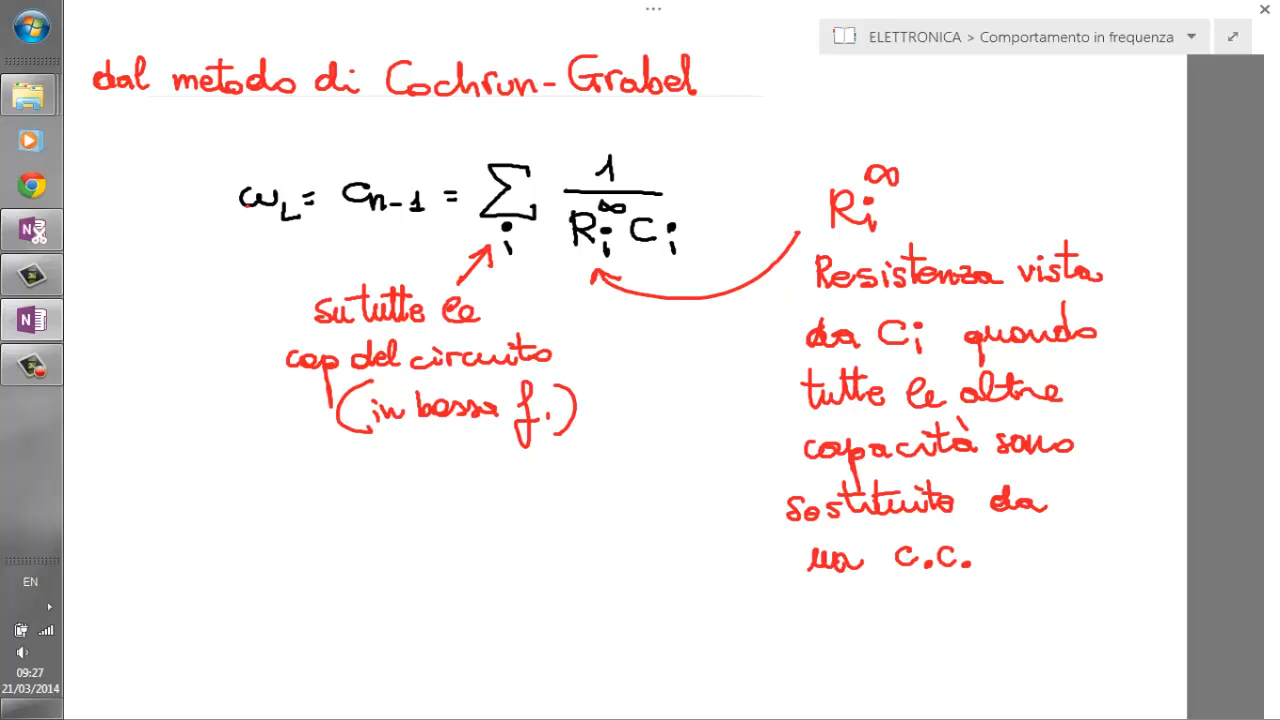 ELETTRONICA > Comportamento in frequenza
dal metodo di Cochrun-Grabel
ωL = Cn-1 = Σi 1/(Ri∞ Ci)
su tutte le
cap del circuito
(in bassa f.)
Ri∞
Resistenza vista
da Ci quando
tutte le altre
capacità sono
sostituite da
un c.c.
EN
09:27
21/03/2014